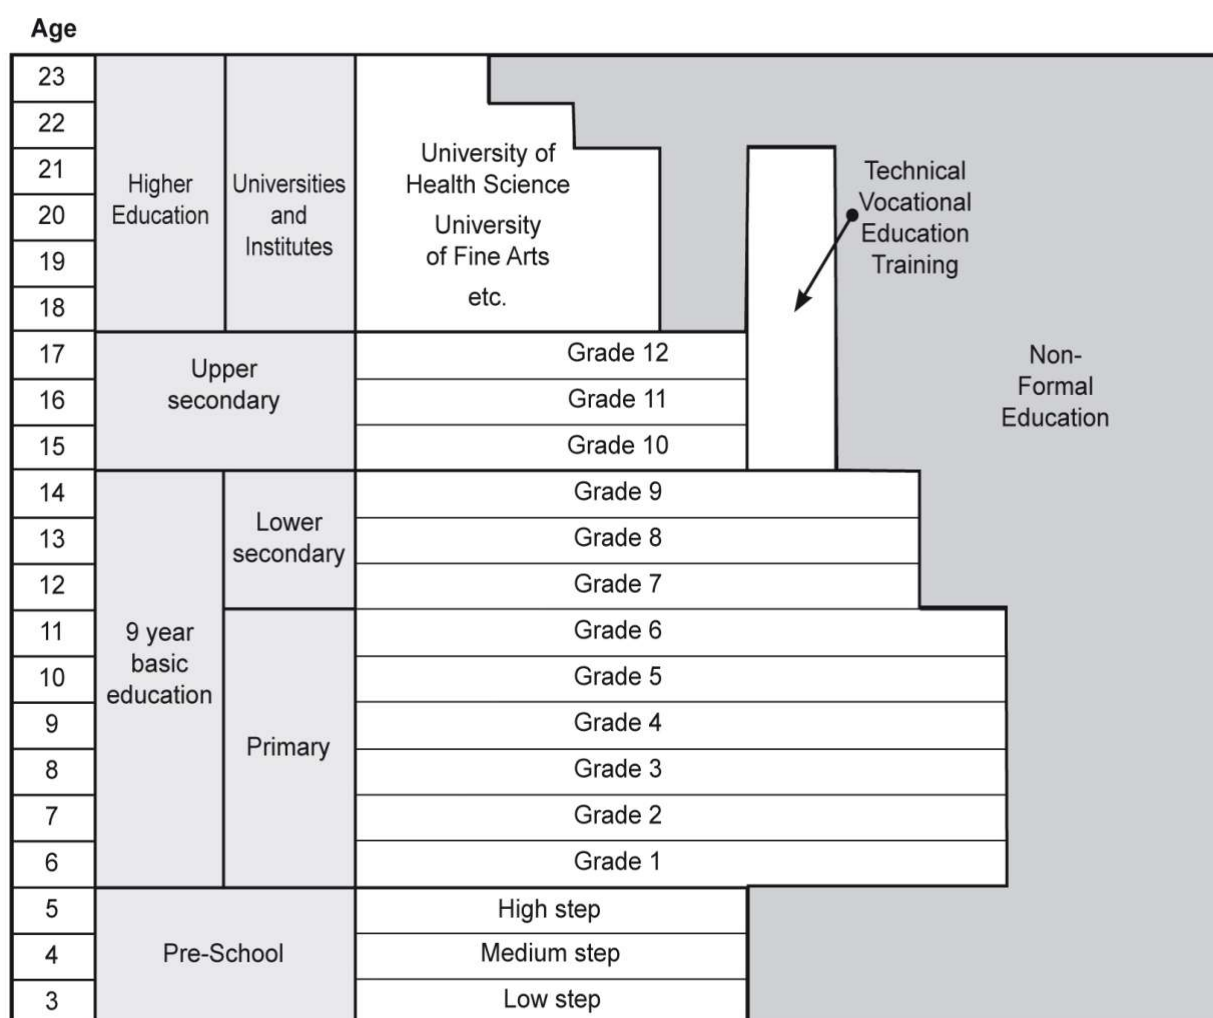 Age
23
22
21
20
19
18
17
16
15
14
13
12
11
10
9
8
7
6
5
4
3
Higher
Education
Universities
and
Institutes
University of
Health Science
University
of Fine Arts
etc.
Technical
Vocational
Education
Training
Non-
Formal
Education
Upper
secondary
Grade 12
Grade 11
Grade 10
9 year
basic
education
Lower
secondary
Grade 9
Grade 8
Grade 7
Primary
Grade 6
Grade 5
Grade 4
Grade 3
Grade 2
Grade 1
Pre-School
High step
Medium step
Low step